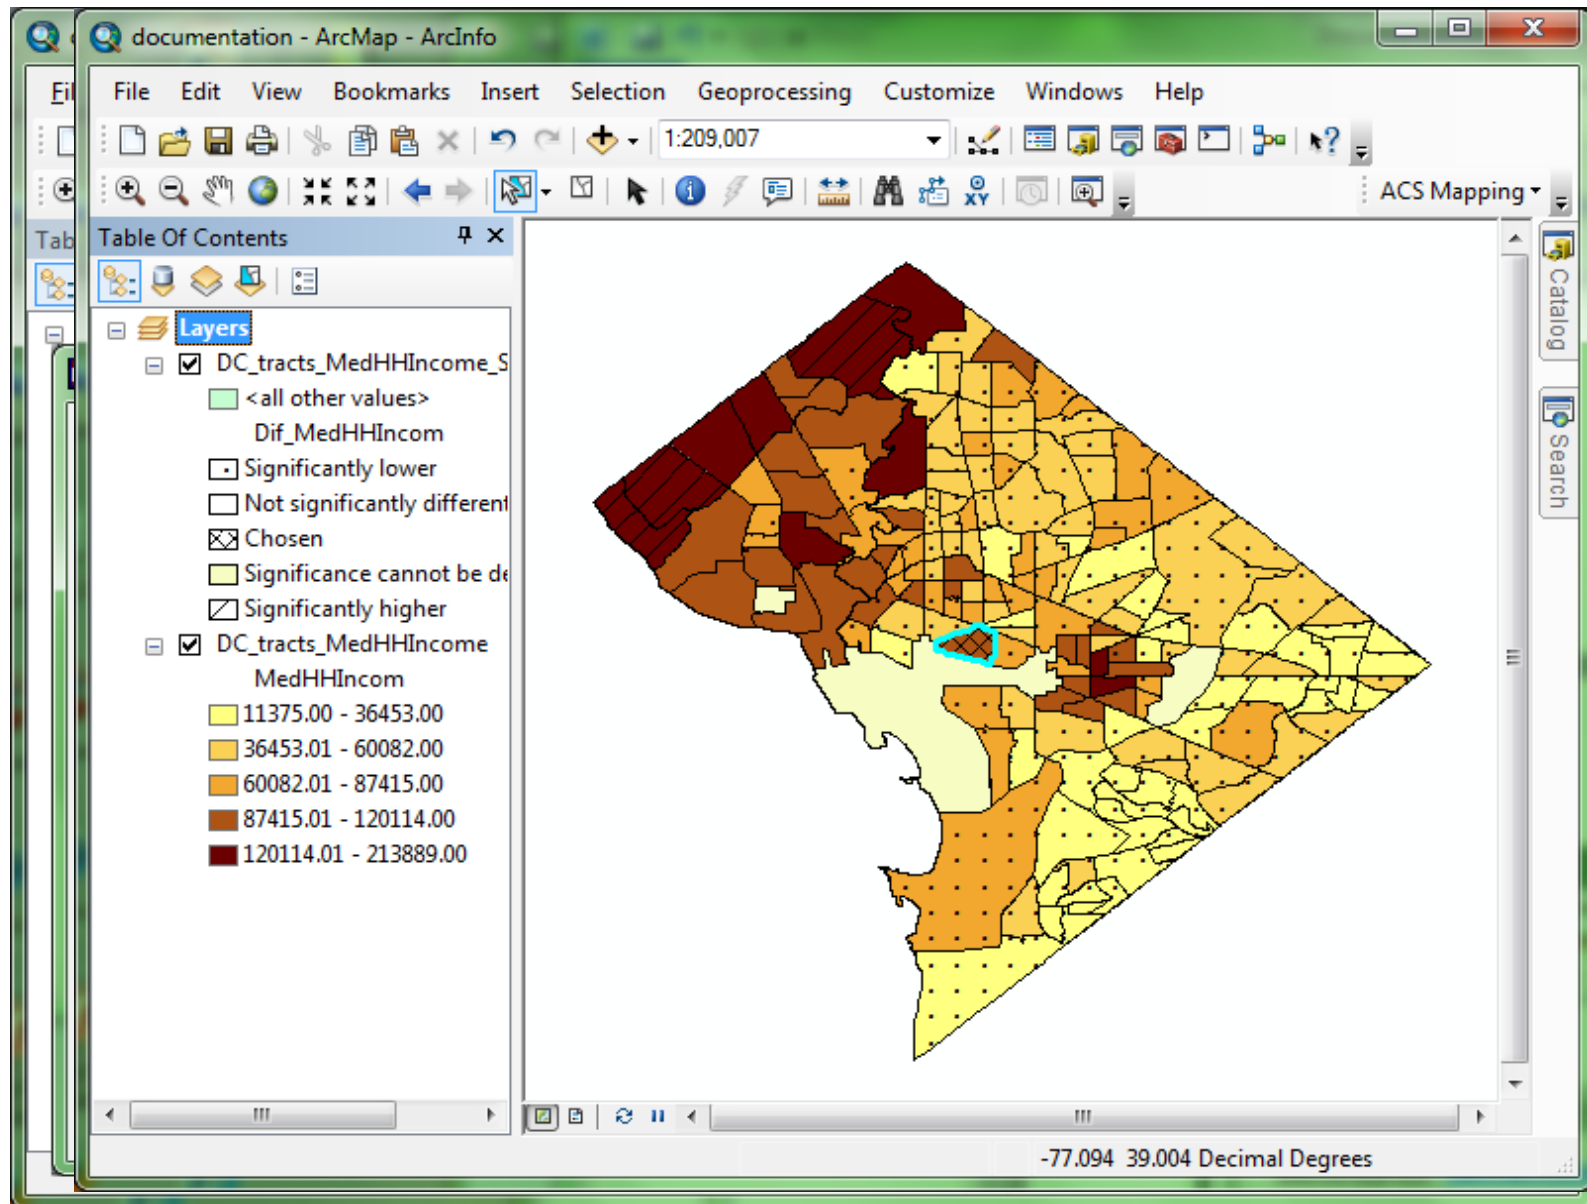 documentation - ArcMap - ArcInfo
File Edit View Bookmarks Insert Selection Geoprocessing Customize Windows Help
1:209,007
XY
ACS Mapping
Tab
Table Of Contents
Layers
DC_tracts_MedHHIncome_S
<all other values>
Dif_MedHHIncom
Significantly lower
Not significantly different
Chosen
Significance cannot be de
Significantly higher
DC_tracts_MedHHIncome
MedHHIncom
11375.00 - 36453.00
36453.01 - 60082.00
60082.01 - 87415.00
87415.01 - 120114.00
120114.01 - 213889.00
Catalog
Search
-77.094 39.004 Decimal Degrees